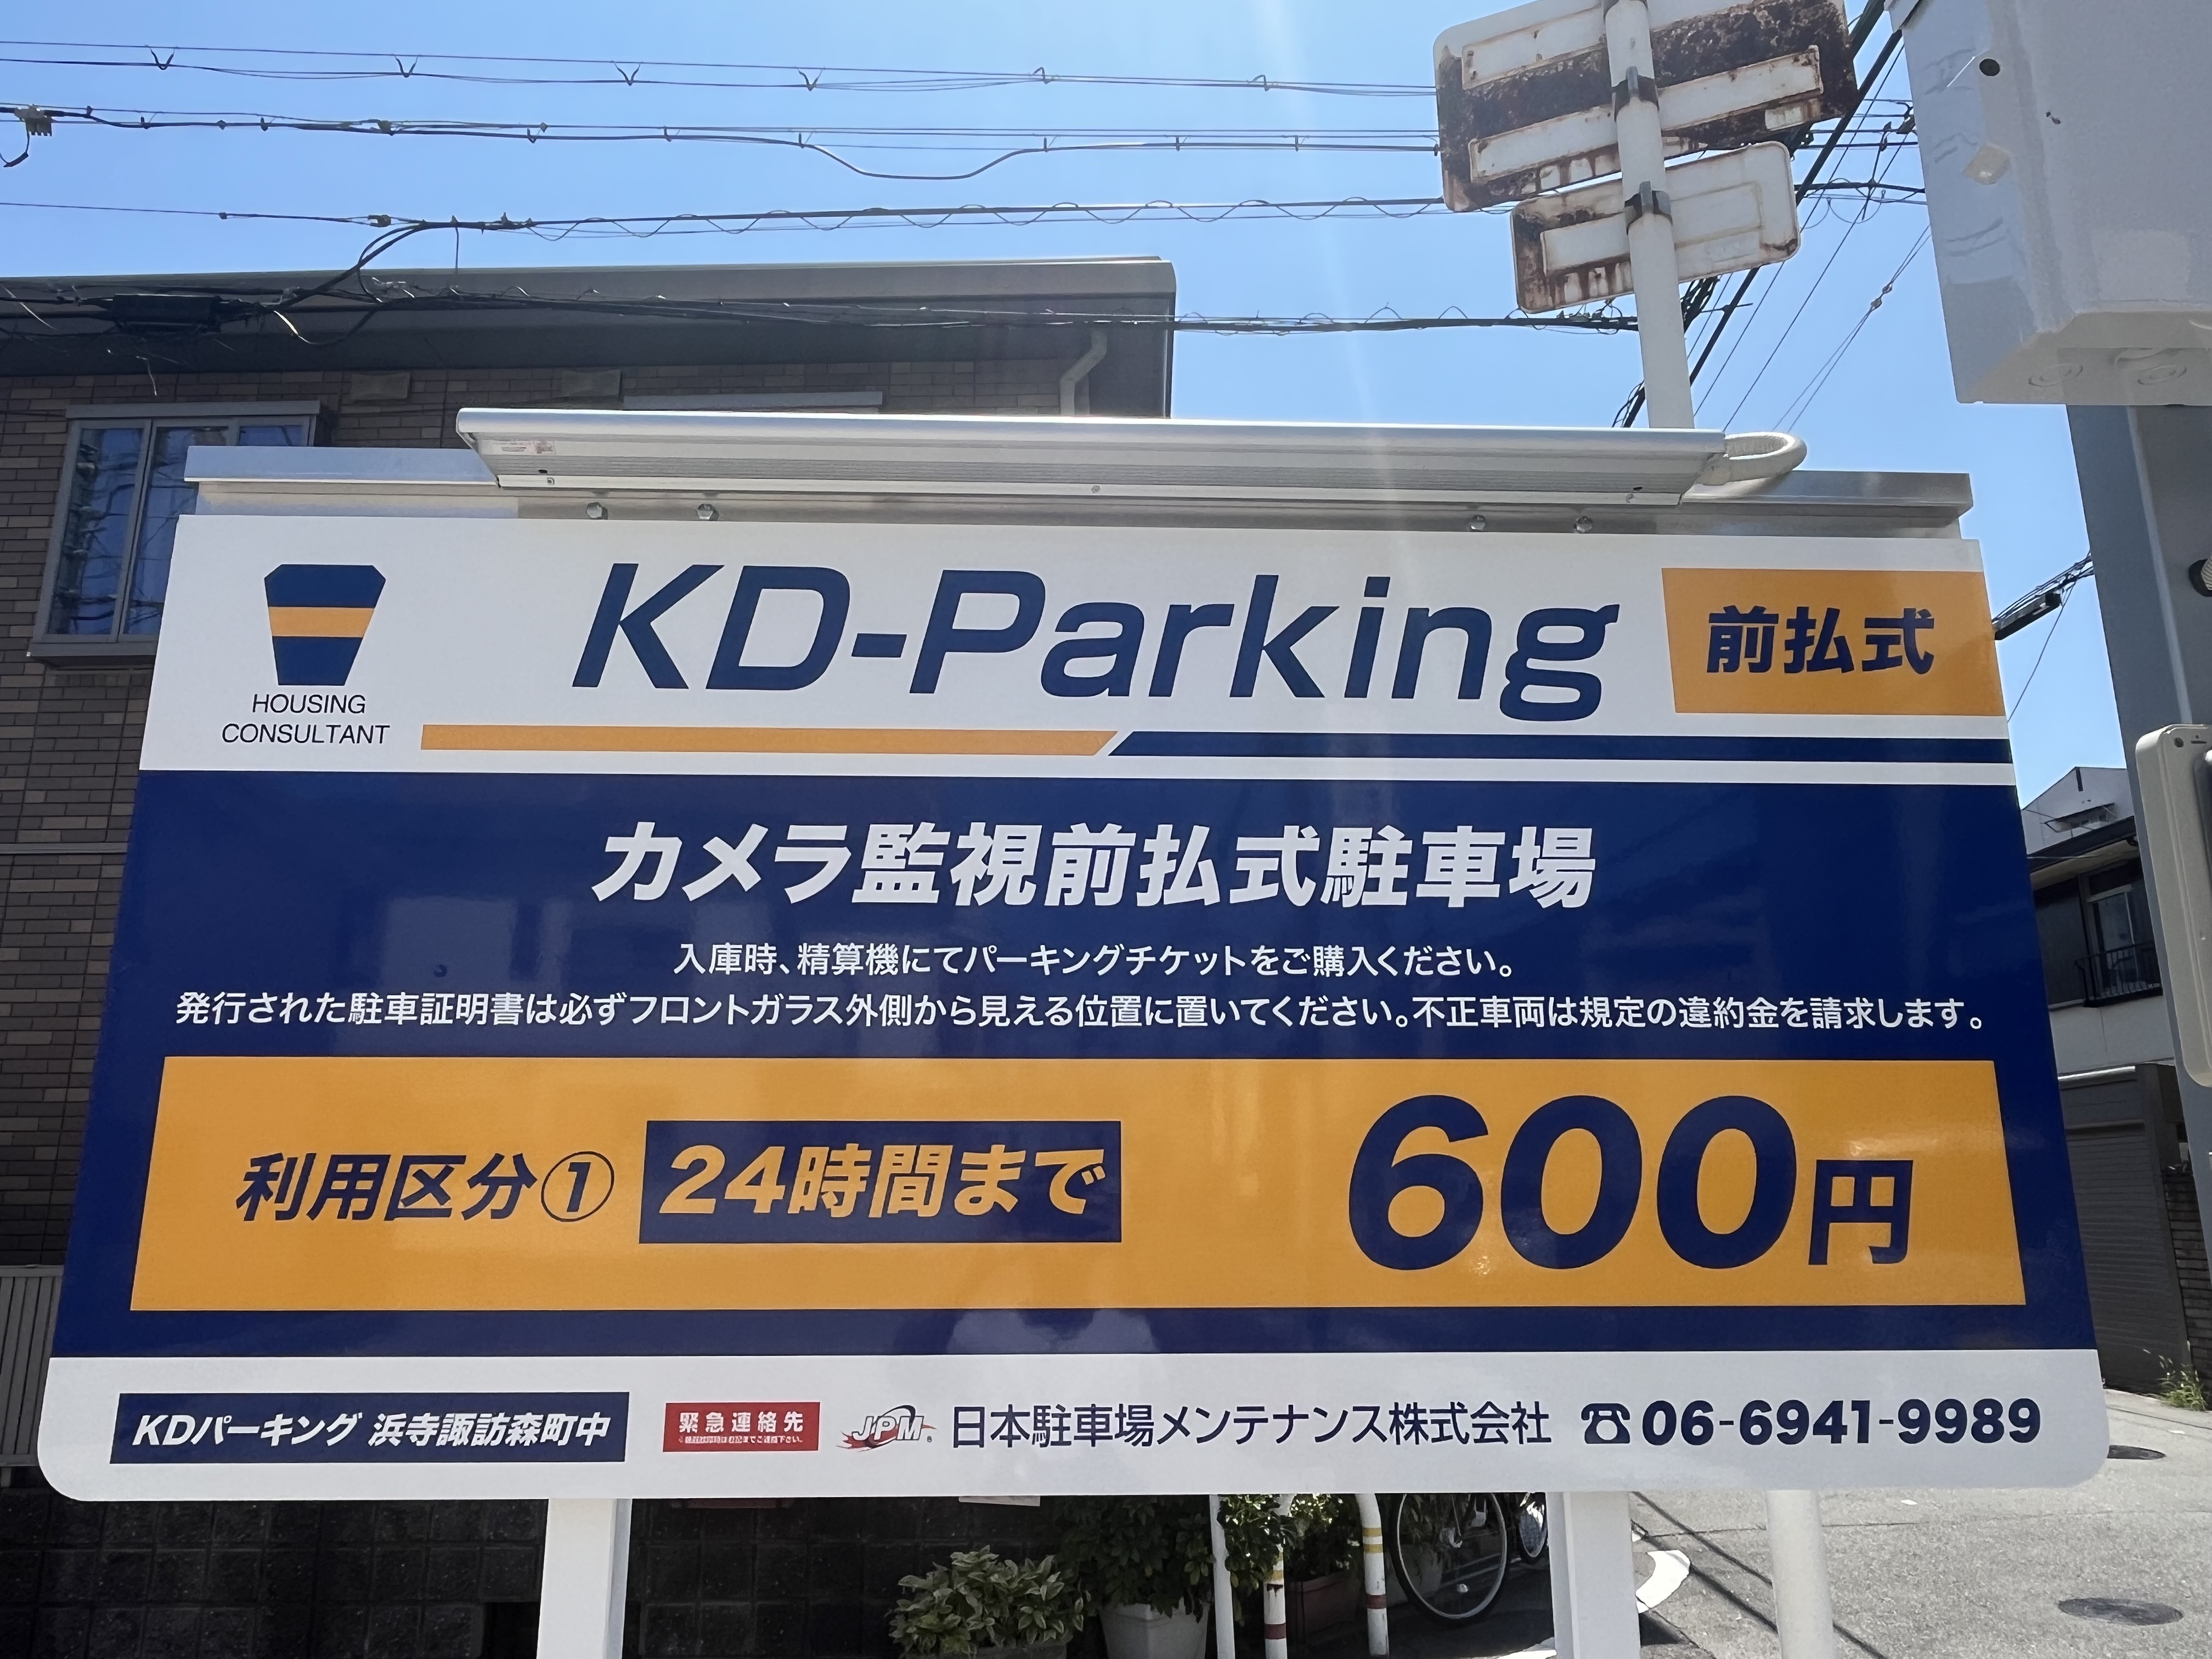 KD-Parking
前払式
HOUSING
CONSULTANT
カメラ監視前払式駐車場
入庫時、精算機にてパーキングチケットをご購入ください。
発行された駐車証明書は必ずフロントガラス外側から見える位置に置いてください。不正車両は規定の違約金を請求します。
利用区分① 24時間まで 600円
KDパーキング 浜寺諏訪森町中
緊急連絡先
JPM
日本駐車場メンテナンス株式会社 ☎06-6941-9989